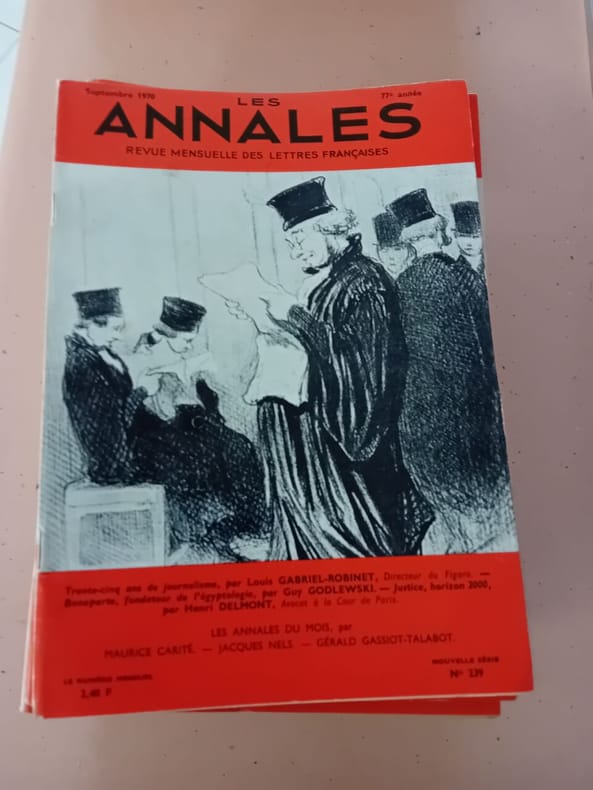 Septembre 1970
LES
77e année
ANNALES
REVUE MENSUELLE DES LETTRES FRANÇAISES
Trente-cinq ans de journalisme, par Louis GABRIEL-ROBINET, Directeur du Figaro. —
Bonaparte, fondateur de l'égyptologie, par Guy GODLEWSKI. — Justice, horizon 2000,
par Henri DELMONT, Avocat à la Cour de Paris.
LES ANNALES DU MOIS, par
MAURICE CARITÉ. — JACQUES NELS. — GÉRALD GASSIOT-TALABOT.
LE NUMÉRO MENSUEL
2,40 F
NOUVELLE SÉRIE
N° 239